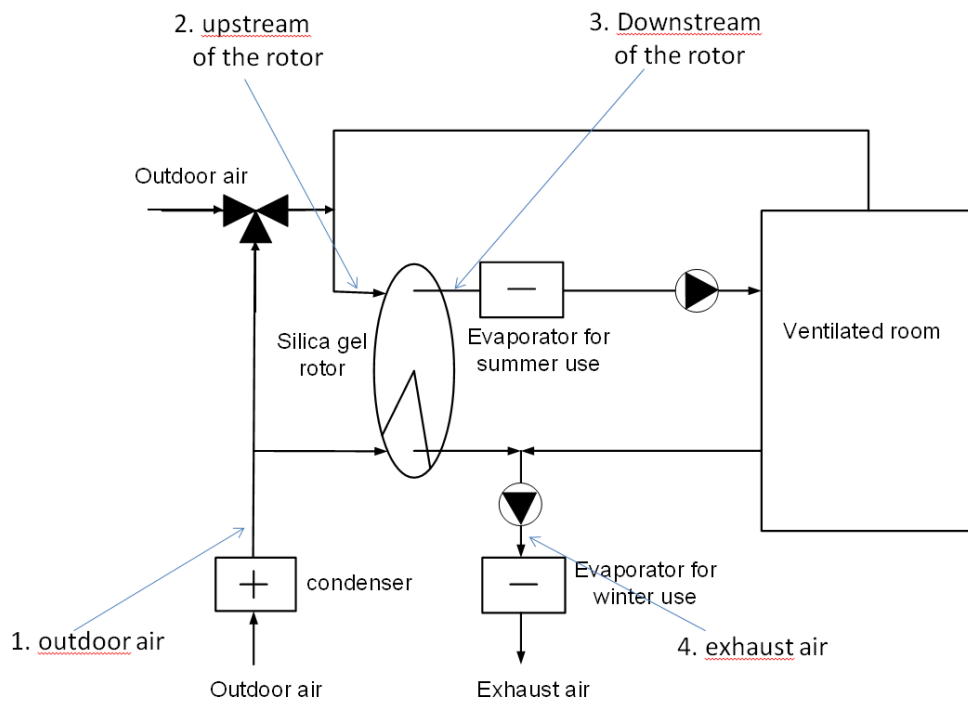 2. upstream
of the rotor
3. Downstream
of the rotor
Outdoor air
Silica gel
rotor
Evaporator for
summer use
Ventilated room
condenser
Evaporator for
winter use
1. outdoor air
4. exhaust air
Outdoor air
Exhaust air